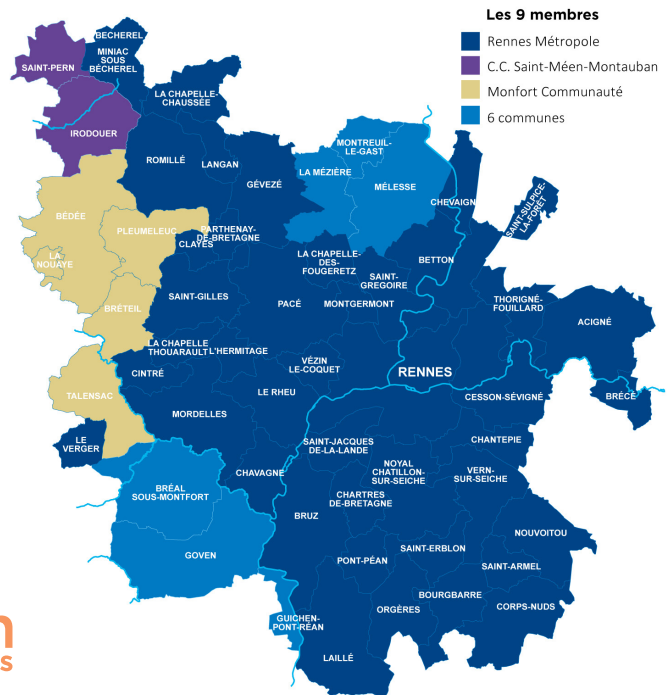 Les 9 membres
Rennes Métropole
C.C. Saint-Méen-Montauban
Monfort Communauté
6 communes
BECHEREL
MINIAC
SOUS
BÉCHEREL
SAINT-PERN
LA CHAPELLE-
CHAUSSÉE
IRODOUER
ROMILLÉ
LANGAN
GÉVEZÉ
MONTREUIL-
LE-GAST
LA MÉZIÈRE
MÉLESSE
CHEVAIGN
SAINT-SULPICE-
LA-FORÊT
BÉDÉE
PLEUMELEUC
PARTHENAY-
DE-BRETAGNE
CLAYES
LA
NOUAYE
LA CHAPELLE-
DES-
FOUGERETZ
BETTON
SAINT-
GREGOIRE
SAINT-GILLES
PACÉ
MONTGERMONT
THORIGNÉ-
FOUILLARD
ACIGNÉ
BRÉTEIL
LA CHAPELLE
THOUARAULT
L'HERMITAGE
VÉZIN
LE-COQUET
RENNES
CINTRÉ
LE RHEU
CESSON-SÉVIGNÉ
BRÉCÉ
TALENSAC
MORDELLES
LE
VERGER
SAINT-JACQUES
DE-LA-LANDE
CHANTEPIE
NOYAL
CHATILLON-
SUR-SEICHE
VERN-
SUR-SEICHE
CHAVAGNE
BRÉAL
SOUS-MONTFORT
CHARTRES
DE-BRETAGNE
BRUZ
NOUVOITOU
GOVEN
PONT-PÉAN
SAINT-ERBLON
SAINT-ARMEL
BOURGBARRE
ORGÈRES
CORPS-NUDS
GUICHEN-
PONT-RÉAN
LAILLÉ
n
s